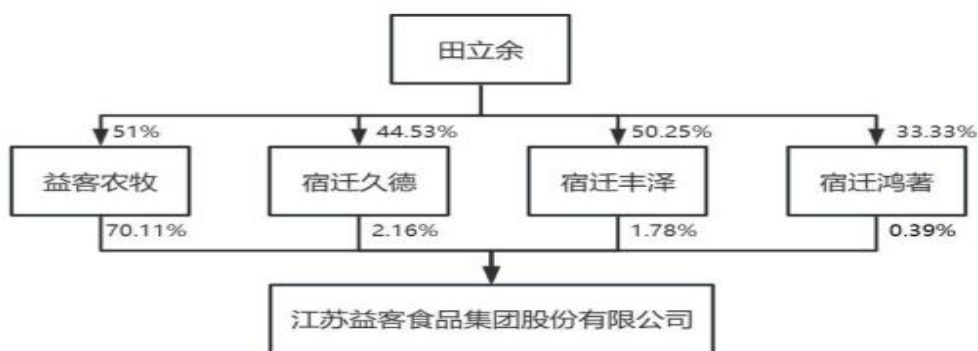 田立余
51% 44.53% 50.25% 33.33%
益客农牧 宿迁久德 宿迁丰泽 宿迁鸿著
70.11% 2.16% 1.78% 0.39%
江苏益客食品集团股份有限公司